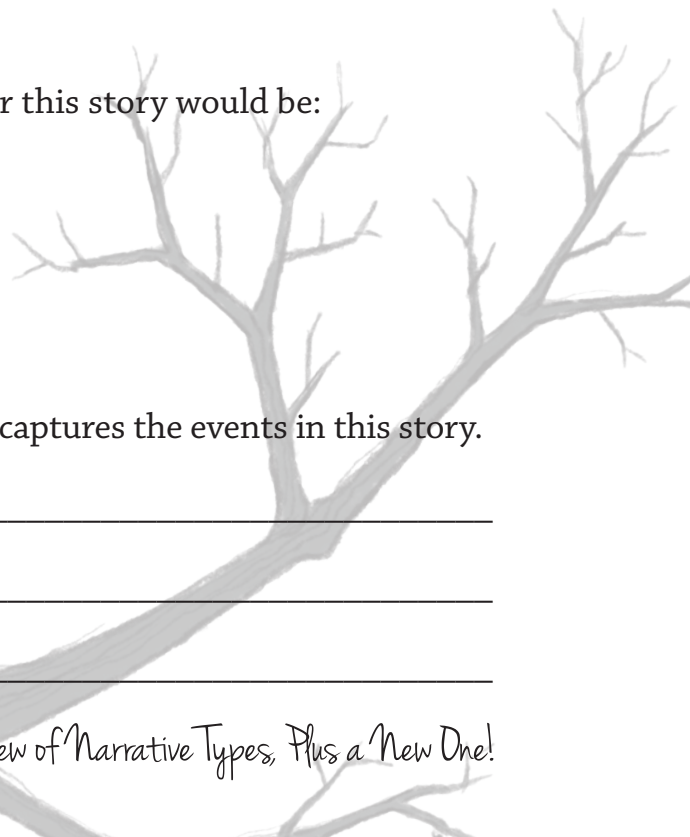 r this story would be:
captures the events in this story.
ew of Narrative Types, Plus a New One!